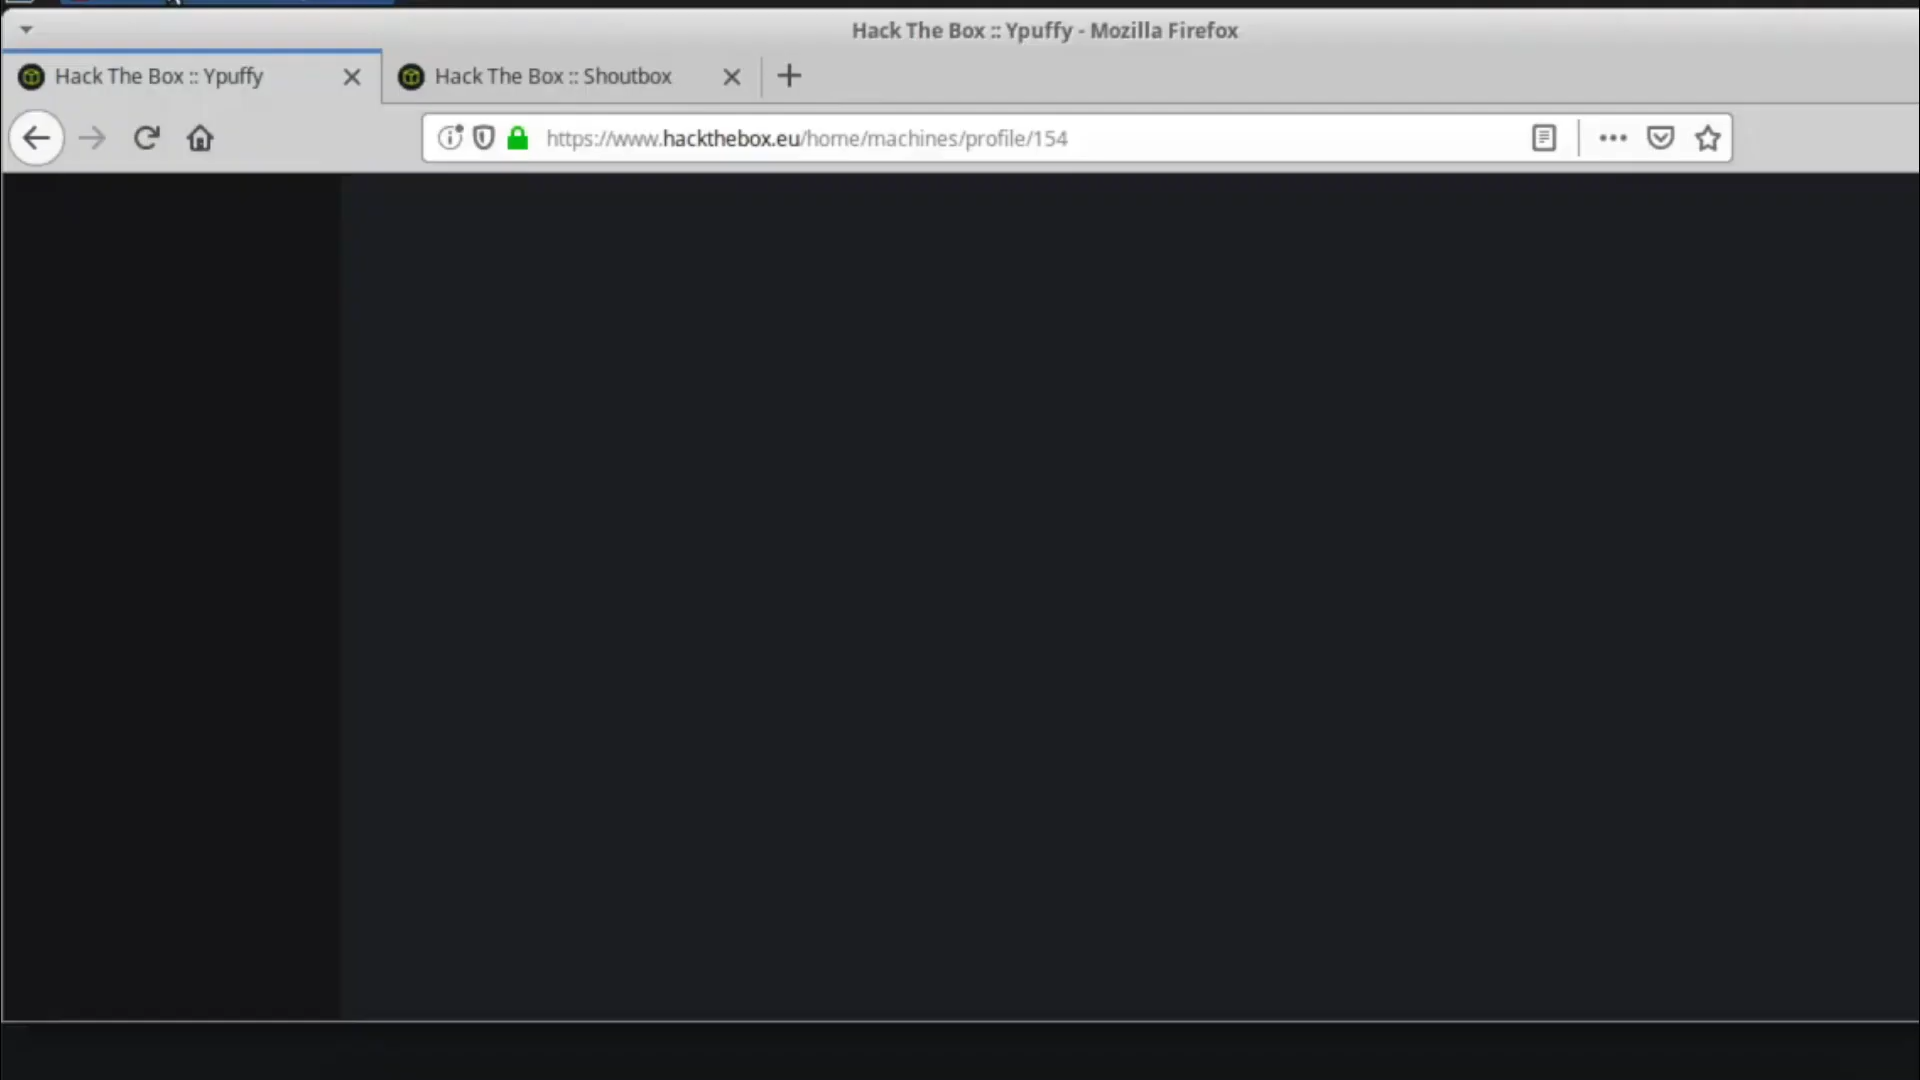 Hack The Box :: Ypuffy - Mozilla Firefox
Hack The Box :: Ypuffy
Hack The Box :: Shoutbox
https://www.hackthebox.eu/home/machines/profile/154